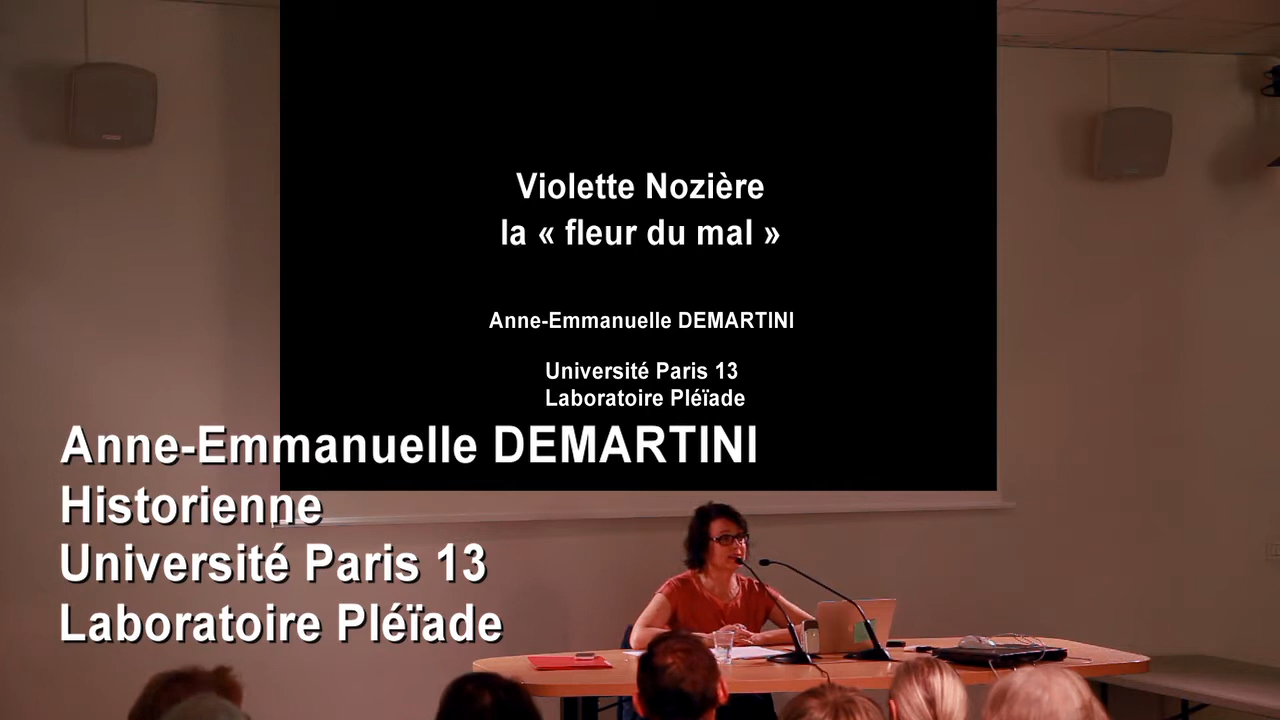 Violette Nozière
la « fleur du mal »
Anne-Emmanuelle DEMARTINI
Université Paris 13
Laboratoire Pléïade
Anne-Emmanuelle DEMARTINI
Historienne
Université Paris 13
Laboratoire Pléïade